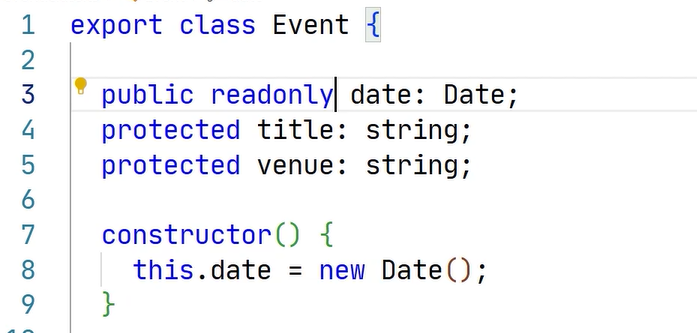 1 export class Event {
2
3 public readonly date: Date;
4 protected title: string;
5 protected venue: string;
6
7 constructor() {
8 this.date = new Date();
9 }